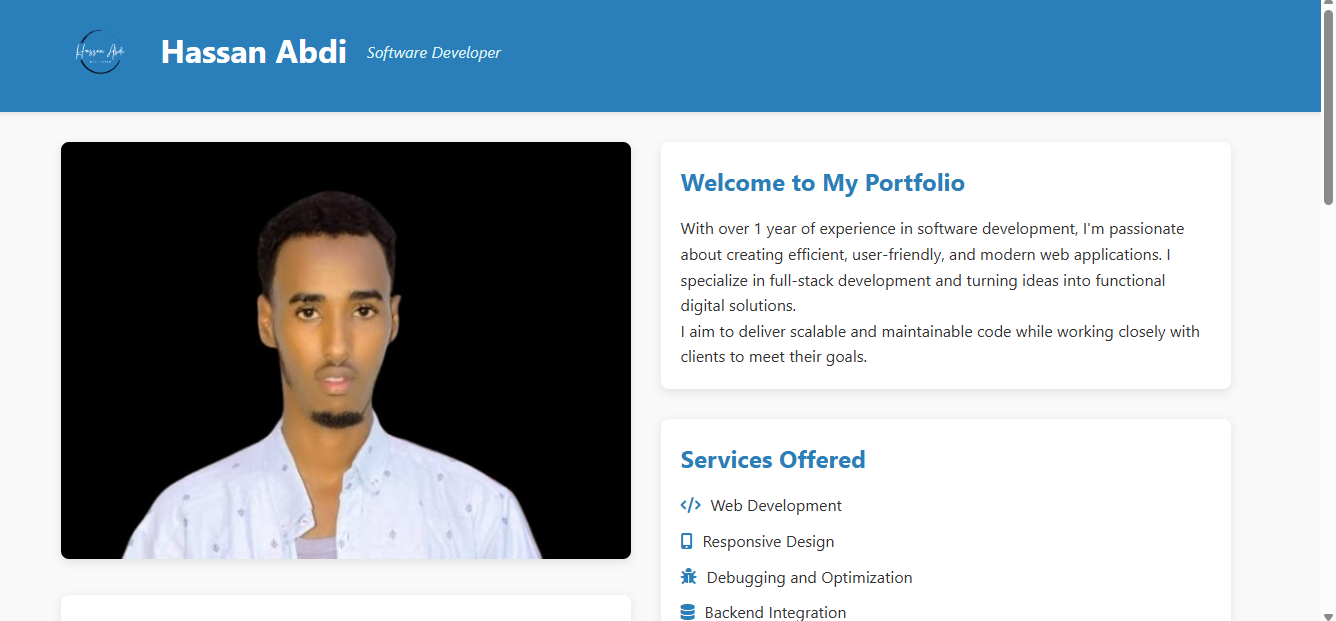 Hassan Abdi
Hassan Abdi
Software Developer
Welcome to My Portfolio
With over 1 year of experience in software development, I'm passionate
about creating efficient, user-friendly, and modern web applications. I
specialize in full-stack development and turning ideas into functional
digital solutions.
I aim to deliver scalable and maintainable code while working closely with
clients to meet their goals.
Services Offered
</> Web Development
Responsive Design
Debugging and Optimization
Backend Integration